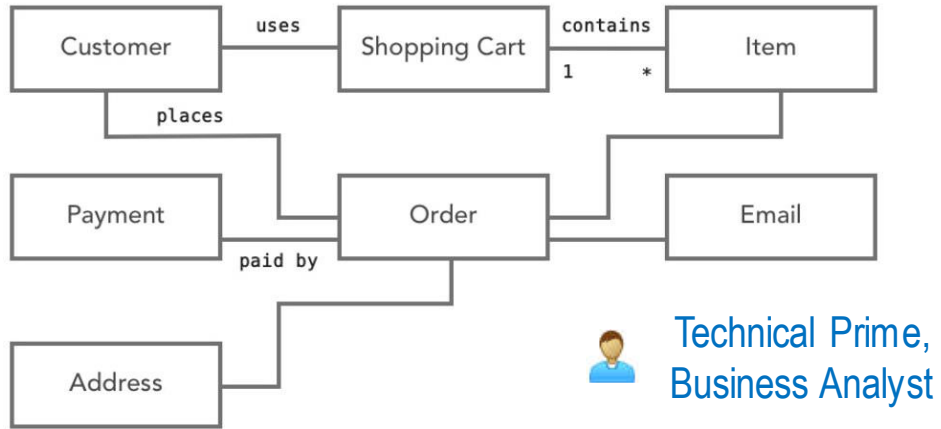 Customer
uses
Shopping Cart
contains
1
*
Item
places
Payment
paid by
Order
Email
Address
Technical Prime,
Business Analyst